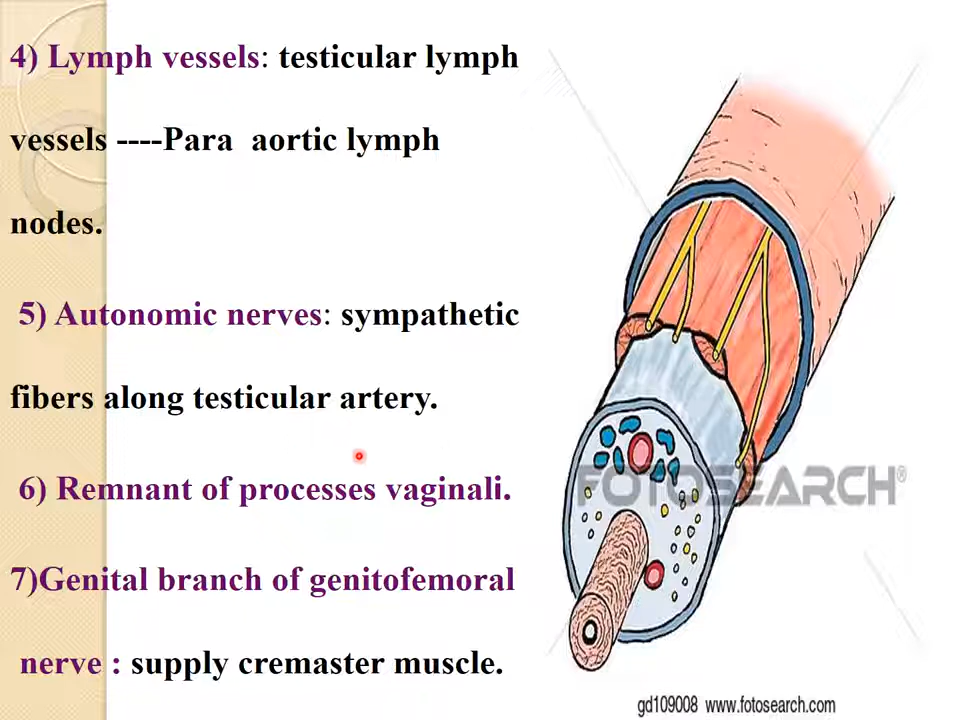 4) Lymph vessels: testicular lymph
vessels ----Para aortic lymph
nodes.
5) Autonomic nerves: sympathetic
fibers along testicular artery.
6) Remnant of processes vaginali.
7)Genital branch of genitofemoral
nerve : supply cremaster muscle.
FOTOSEARCH®
gd109008 www.fotosearch.com